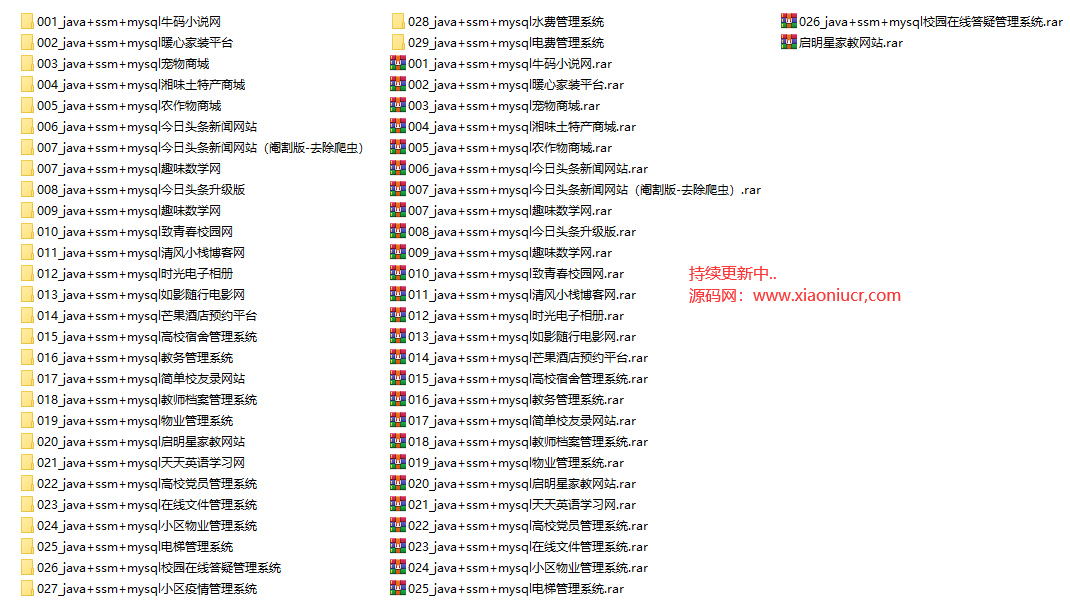 001_java+ssm+mysql牛码小说网
002_java+ssm+mysql暖心家装平台
003_java+ssm+mysql宠物商城
004_java+ssm+mysql湘味土特产商城
005_java+ssm+mysql农作物商城
006_java+ssm+mysql今日头条新闻网站
007_java+ssm+mysql今日头条新闻网站（阉割版-去除爬虫）
007_java+ssm+mysql趣味数学网
008_java+ssm+mysql今日头条升级版
009_java+ssm+mysql趣味数学网
010_java+ssm+mysql致青春校园网
011_java+ssm+mysql清风小栈博客网
012_java+ssm+mysql时光电子相册
013_java+ssm+mysql如影随行电影网
014_java+ssm+mysql芒果酒店预约平台
015_java+ssm+mysql高校宿舍管理系统
016_java+ssm+mysql教务管理系统
017_java+ssm+mysql简单校友录网站
018_java+ssm+mysql教师档案管理系统
019_java+ssm+mysql物业管理系统
020_java+ssm+mysql启明星家教网站
021_java+ssm+mysql天天英语学习网
022_java+ssm+mysql高校党员管理系统
023_java+ssm+mysql在线文件管理系统
024_java+ssm+mysql小区物业管理系统
025_java+ssm+mysql电梯管理系统
026_java+ssm+mysql校园在线答疑管理系统
027_java+ssm+mysql小区疫情管理系统
028_java+ssm+mysql水费管理系统
029_java+ssm+mysql电费管理系统
001_java+ssm+mysql牛码小说网.rar
002_java+ssm+mysql暖心家装平台.rar
003_java+ssm+mysql宠物商城.rar
004_java+ssm+mysql湘味土特产商城.rar
005_java+ssm+mysql农作物商城.rar
006_java+ssm+mysql今日头条新闻网站.rar
007_java+ssm+mysql今日头条新闻网站（阉割版-去除爬虫）.rar
007_java+ssm+mysql趣味数学网.rar
008_java+ssm+mysql今日头条升级版.rar
009_java+ssm+mysql趣味数学网.rar
010_java+ssm+mysql致青春校园网.rar
011_java+ssm+mysql清风小栈博客网.rar
012_java+ssm+mysql时光电子相册.rar
013_java+ssm+mysql如影随行电影网.rar
014_java+ssm+mysql芒果酒店预约平台.rar
015_java+ssm+mysql高校宿舍管理系统.rar
016_java+ssm+mysql教务管理系统.rar
017_java+ssm+mysql简单校友录网站.rar
018_java+ssm+mysql教师档案管理系统.rar
019_java+ssm+mysql物业管理系统.rar
020_java+ssm+mysql启明星家教网站.rar
021_java+ssm+mysql天天英语学习网.rar
022_java+ssm+mysql高校党员管理系统.rar
023_java+ssm+mysql在线文件管理系统.rar
024_java+ssm+mysql小区物业管理系统.rar
025_java+ssm+mysql电梯管理系统.rar
026_java+ssm+mysql校园在线答疑管理系统.rar
启明星家教网站.rar
持续更新中..
源码网：www.xiaoniucr,com